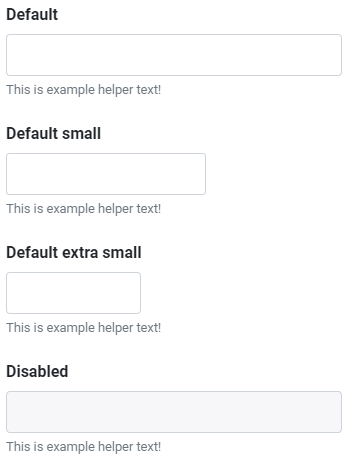 Default
This is example helper text!
Default small
This is example helper text!
Default extra small
This is example helper text!
Disabled
This is example helper text!